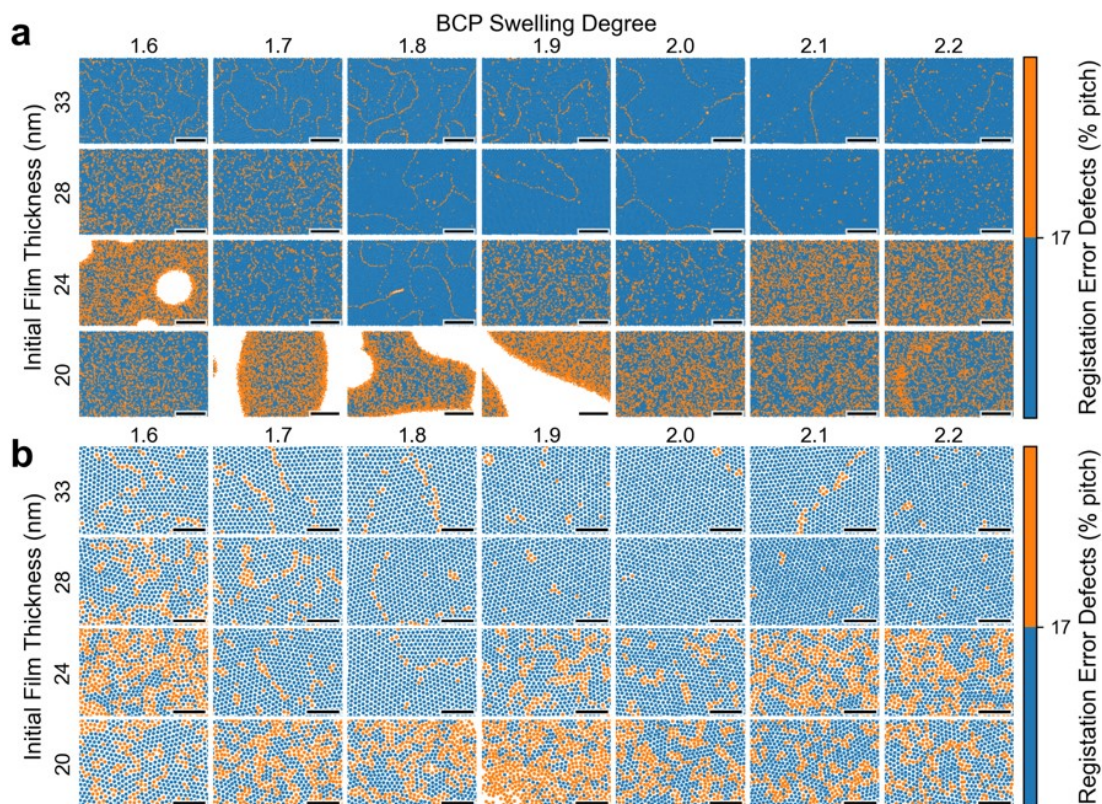 a
BCP Swelling Degree
1.6 1.7 1.8 1.9 2.0 2.1 2.2
Initial Film Thickness (nm)
33
28
24
20
17
Registation Error Defects (% pitch)
b
1.6 1.7 1.8 1.9 2.0 2.1 2.2
Initial Film Thickness (nm)
33
28
24
20
17
Registation Error Defects (% pitch)